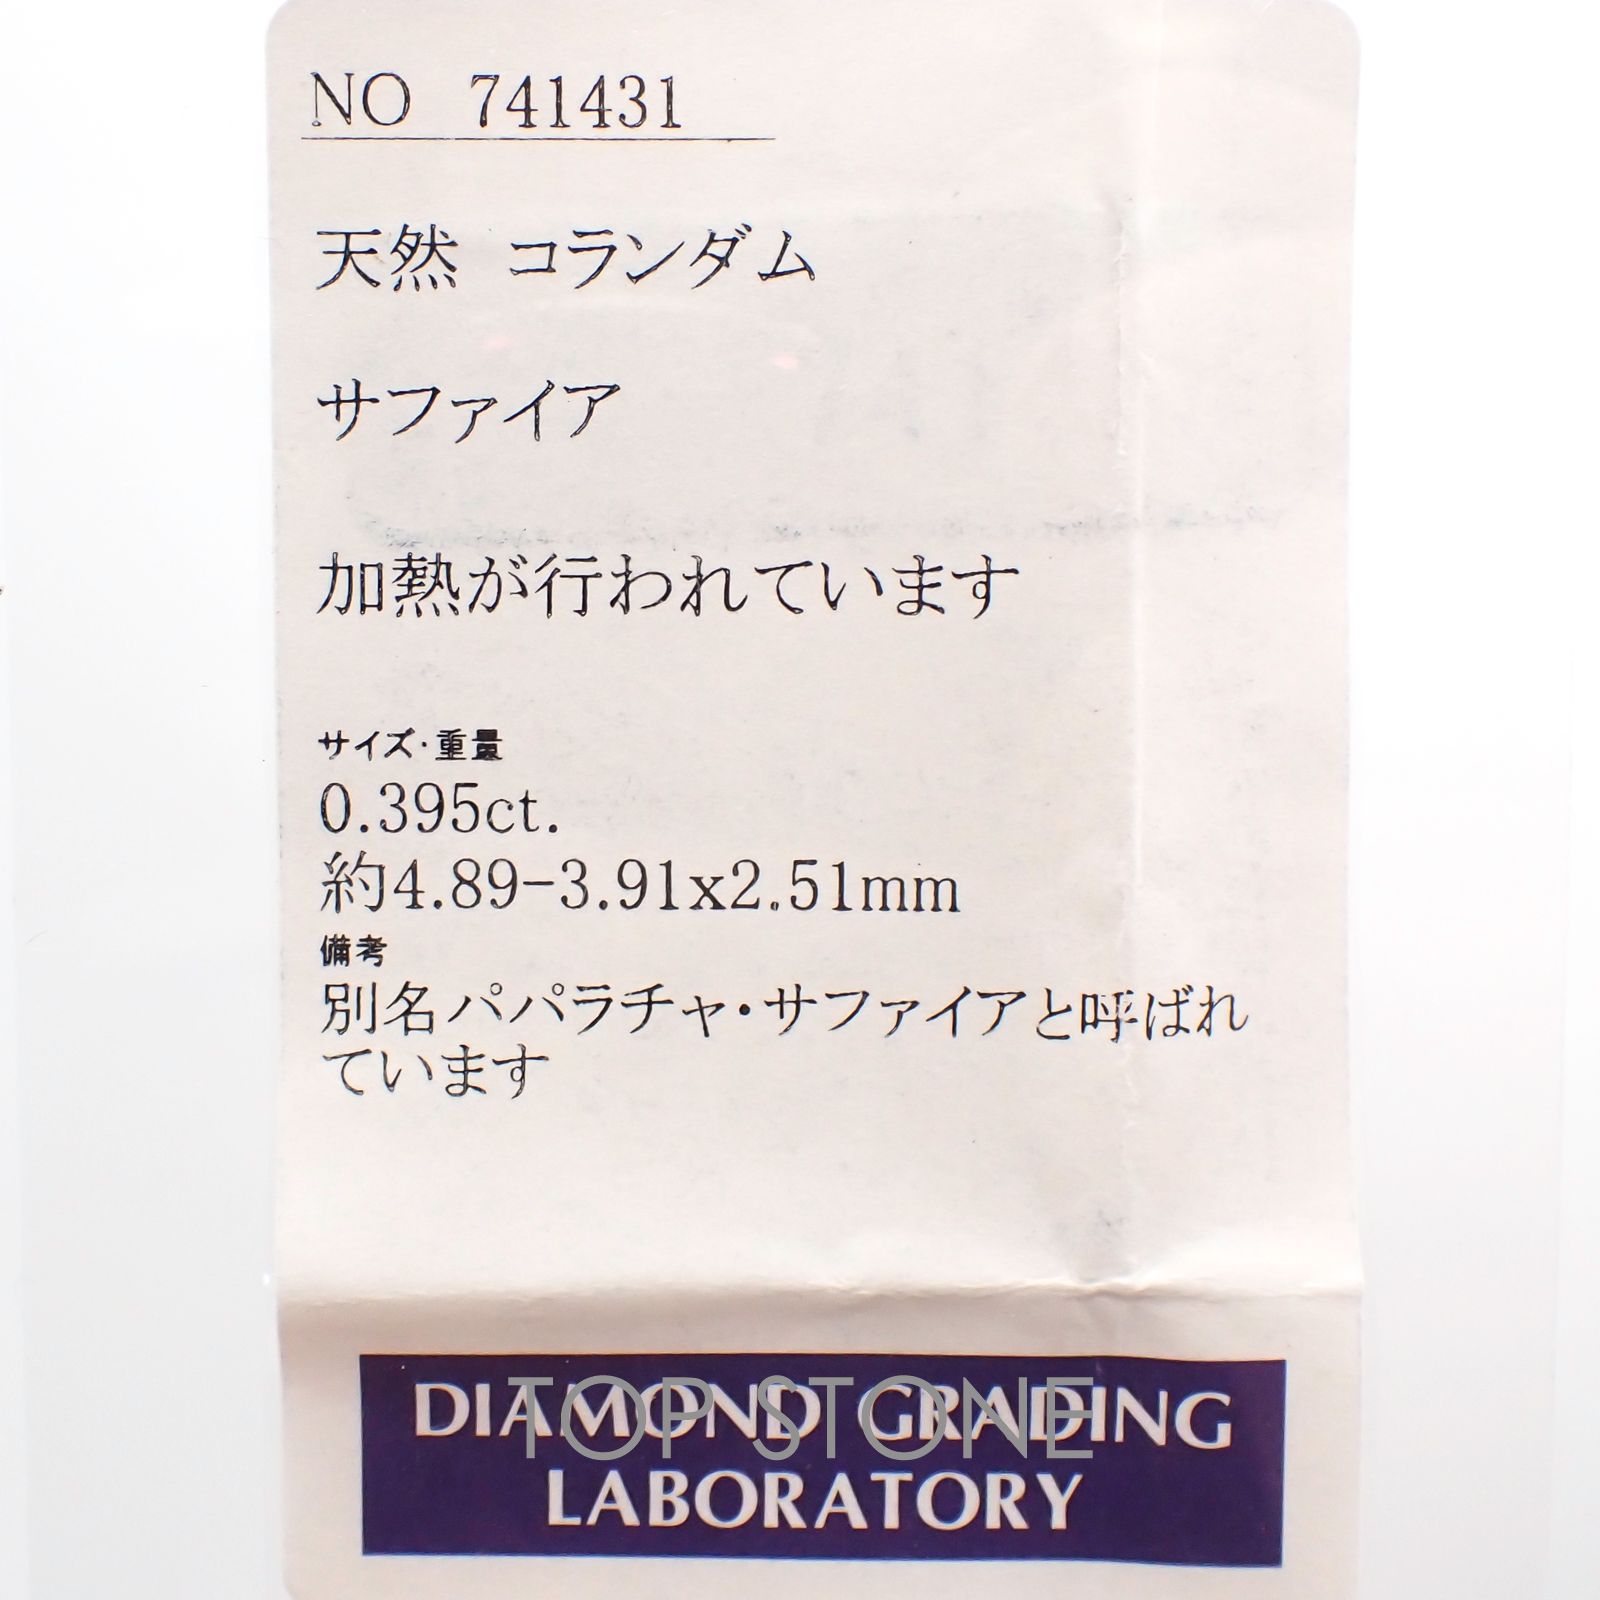 NO 741431
天然 コランダム
サファイア
加熱が行われています
サイズ・重量
0.395ct.
約4.89-3.91x2.51mm
備考
別名パパラチャ・サファイアと呼ばれ
ています
DIAMOND GRADING
TOP STONE
LABORATORY